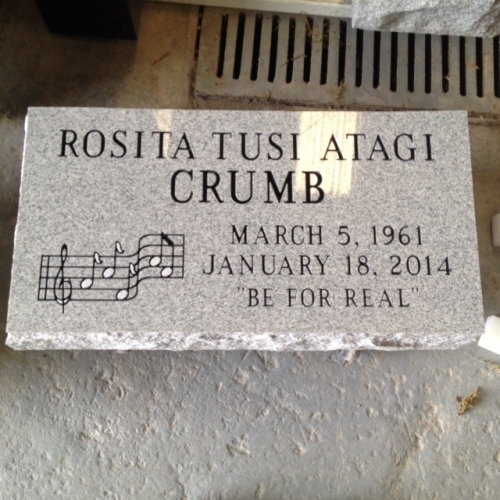 ROSITA TUSI ATAGI
CRUMB
MARCH 5, 1961
JANUARY 18, 2014
"BE FOR REAL"